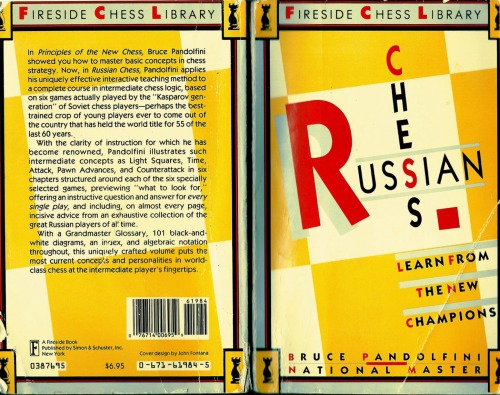 FIRESIDE CHESS LIBRARY
In Principles of the New Chess, Bruce Pandolfini
showed you how to master basic concepts in chess
strategy. Now, in Russian Chess, Pandolfini applies
his uniquely effective interactive teaching method to
a complete course in intermediate chess logic, based
on six games actually played by the "Kasparov gen-
eration" of Soviet chess players—perhaps the best-
trained crop of young players ever to come out of
the country that has held the world title for 55 of the
last 60 years.
With the clarity of instruction for which he has
become renowned, Pandolfini illustrates such
intermediate concepts as Light Squares, Time,
Attack, Pawn Advances, and Counterattack in six
chapters structured around each of the six specially
selected games, previewing "what to look for,"
offering an instructive question and answer for every
single play, and including, on almost every page,
incisive advice from an exhaustive collection of the
great Russian players of all time.
With a Grandmaster Glossary, 101 black-and-
white diagrams, an index, and algebraic notation
throughout, this uniquely crafted volume puts the
most current concepts and personalities in world-
class chess at the intermediate player's fingertips.
61984
0 76714 00695 8
A Fireside Book
Published by Simon & Schuster, Inc.
New York
Cover design by John Fontana
0387695
$6.95
0-671-61984-5
FIRESIDE CHESS LIBRARY
RUSSIAN
CHESS
LEARN FROM
THE NEW
CHAMPIONS
BRUCE PANDOLFINI
NATIONAL MASTER